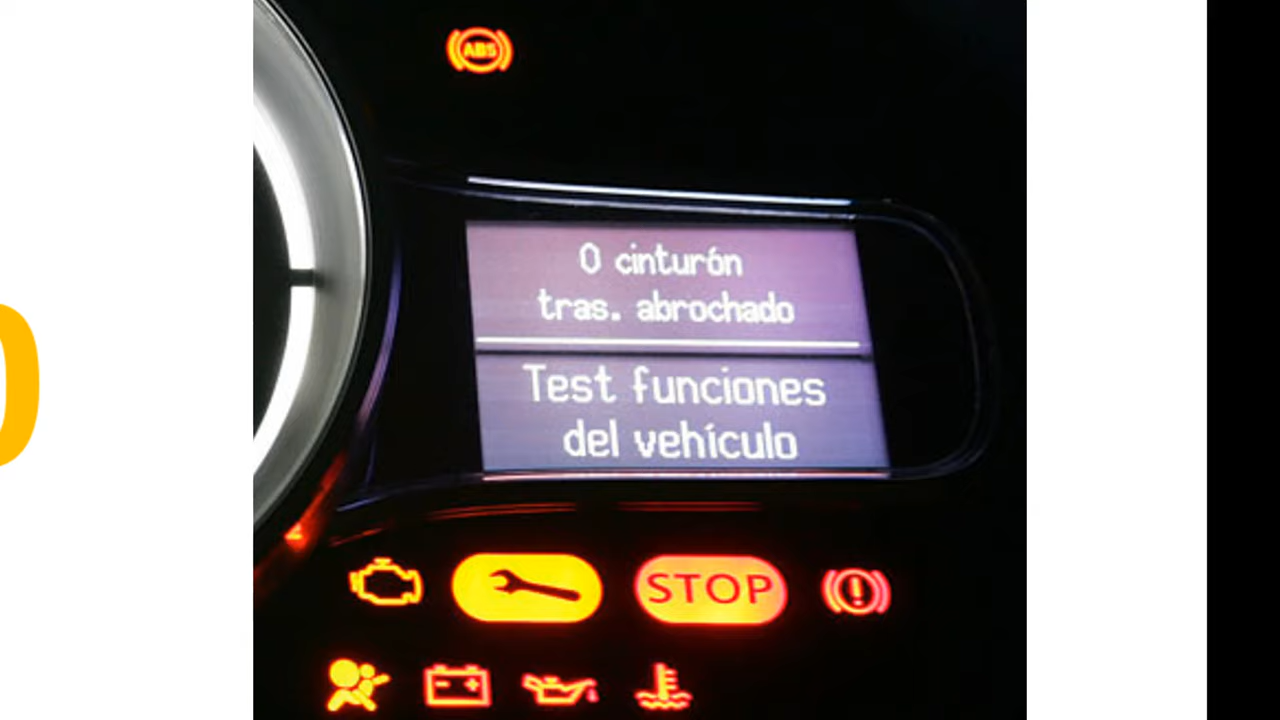 ABS
0 cinturón
tras. abrochado
Test funciones
del vehículo
STOP